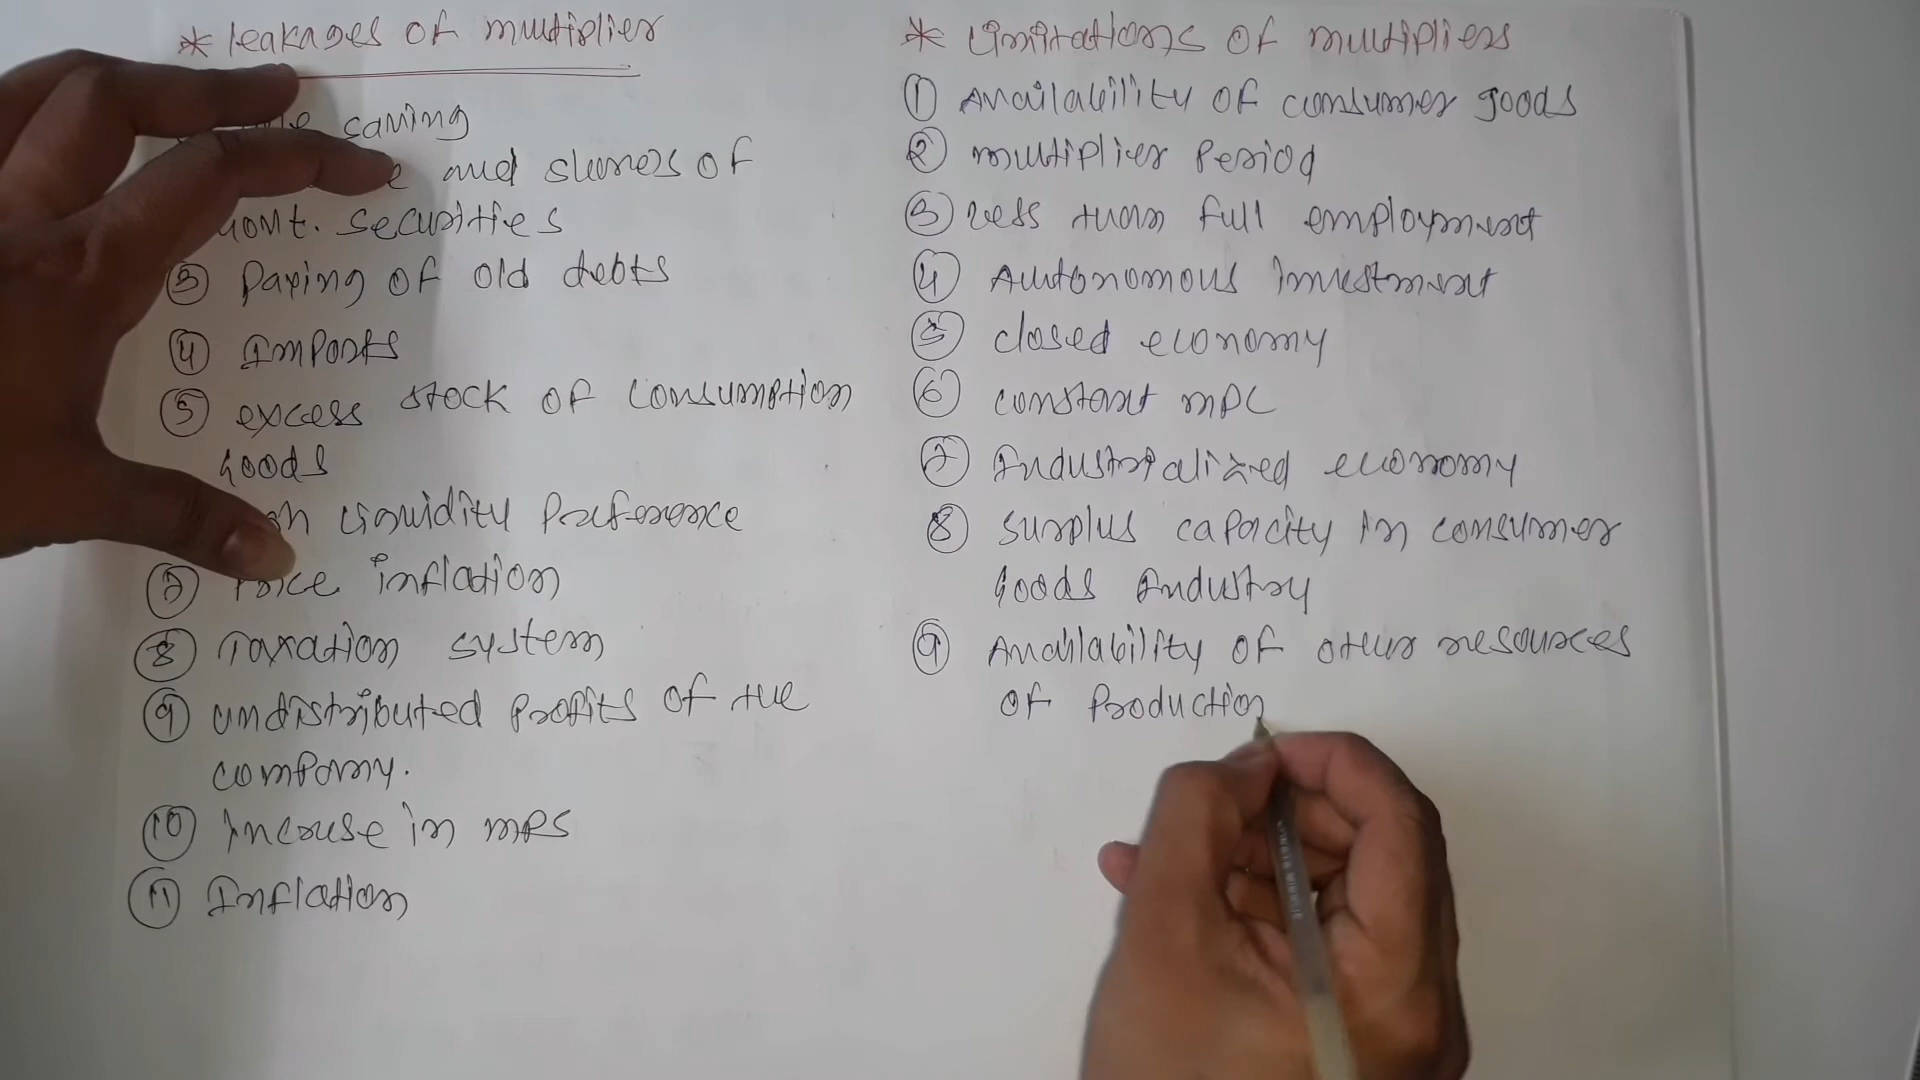 * leakages of multiplier
saving
and shares of
Govt. securities
③ Paying of old debts
④ Imports
⑤ excess stock of consumption
Goods
liquidity Preference
⑦ Price inflation
⑧ Taxation system
⑨ undistributed Profits of the
company.
⑩ increase in MPS
⑪ Inflation
* Limitations of multipliers
① Availability of consumer goods
② multiplier Period
③ Less than full employment
④ Autonomous investment
⑤ closed economy
⑥ constant MPC
⑦ Industrialized economy
⑧ surplus capacity in consumer
Goods Industry
⑨ Availability of other resources
of Production